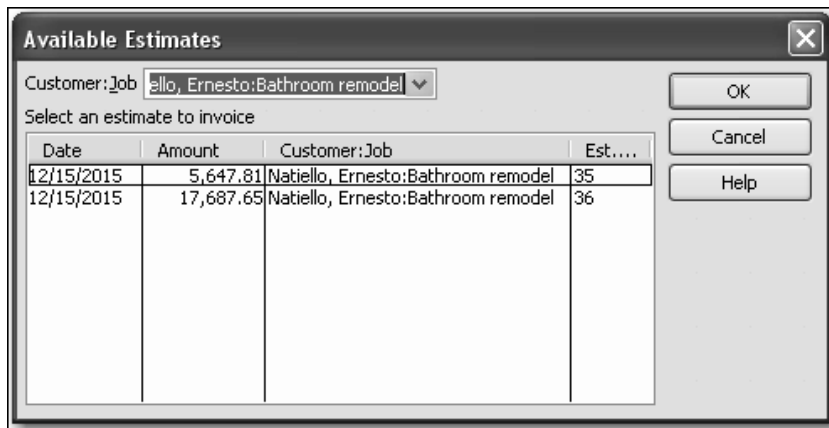 Available Estimates
Customer:Job ello, Ernesto:Bathroom remodel
OK
Select an estimate to invoice
Cancel
Date Amount Customer:Job Est....
Help
12/15/2015 5,647.81 Natiello, Ernesto:Bathroom remodel 35
12/15/2015 17,687.65 Natiello, Ernesto:Bathroom remodel 36